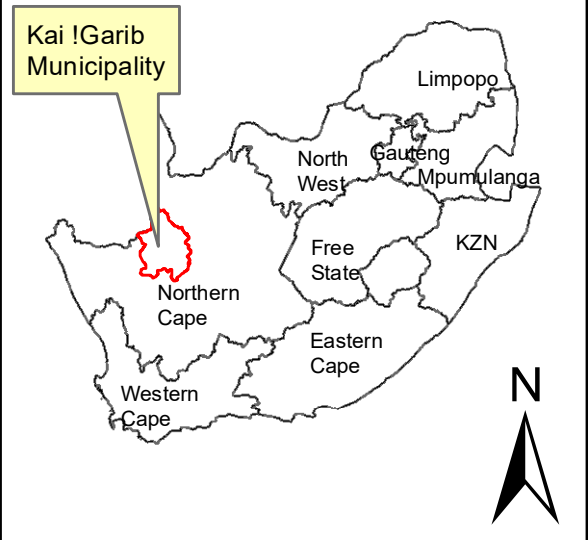 Kai !Garib
Municipality
Limpopo
North
West
Gauteng
Mpumulanga
Free
State
KZN
Northern
Cape
Eastern
Cape
Western
Cape
N